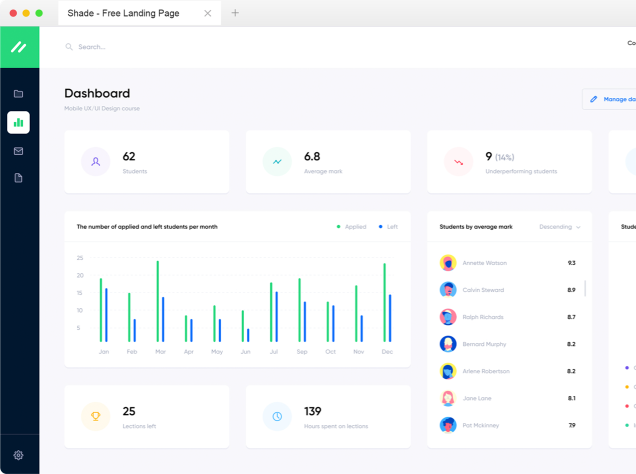 Shade - Free Landing Page
Search...
Co
Dashboard
Mobile UX/UI Design course
Manage da
62
Students
6.8
Average mark
9 (14%)
Underperforming students
The number of applied and left students per month
Applied
Left
25
20
15
10
5
Jan Feb Mar Apr May Jun Jul Sep Oct Nov Dec
Students by average mark
Descending
Annette Watson 9.3
Calvin Steward 8.9
Ralph Richards 8.7
Bernard Murphy 8.2
Arlene Robertson 8.2
Jane Lane 8.1
Pat Mckinney 7.9
Stude
25
Lections left
139
Hours spent on lections